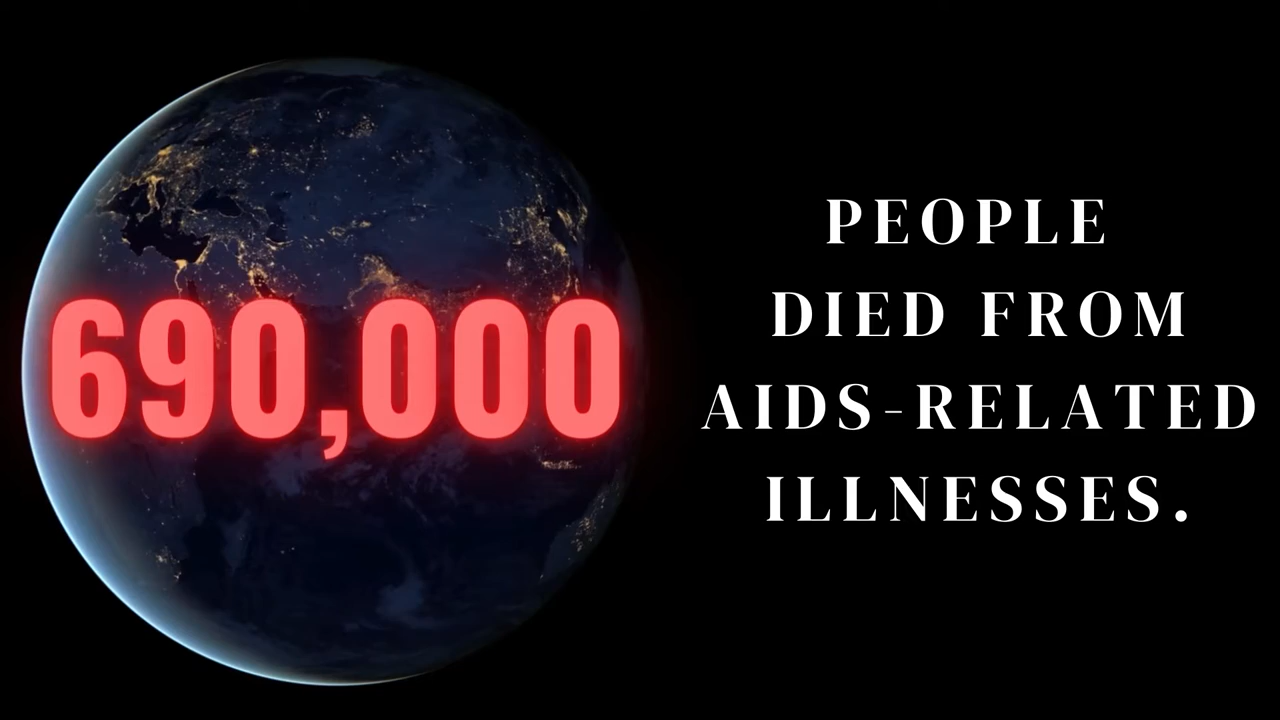 690,000
PEOPLE
DIED FROM
AIDS-RELATED
ILLNESSES.